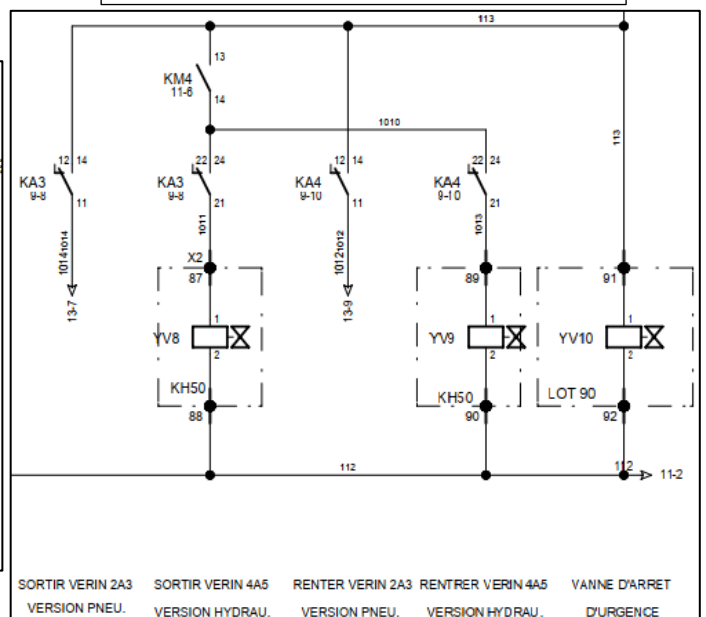 113
13
KM4
11-6
14
1010
113
12 14
22 24
12 14
22 24
KA3
9-8
KA3
9-8
KA4
9-10
KA4
9-10
11
21
11
21
10141014
1011
10121012
1013
X2
87
89
91
13-7
13-9
1
1
1
YV8
YV9
YV10
2
2
2
KH50
KH50
LOT 90
88
90
92
112
112
11-2
SORTIR VERIN 2A3 SORTIR VERIN 4A5 RENTER VERIN 2A3 RENTRER VERIN 4A5 VANNE D'ARRET
VERSION PNEU. VERSION HYDRAU. VERSION PNEU. VERSION HYDRAU. D'URGENCE